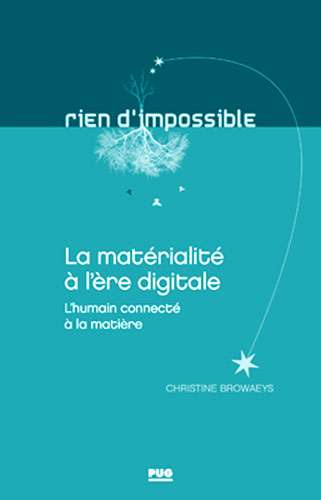 rien d'impossible
La matérialité
à l'ère digitale
L'humain connecté
à la matière
CHRISTINE BROWAEYS
PUG